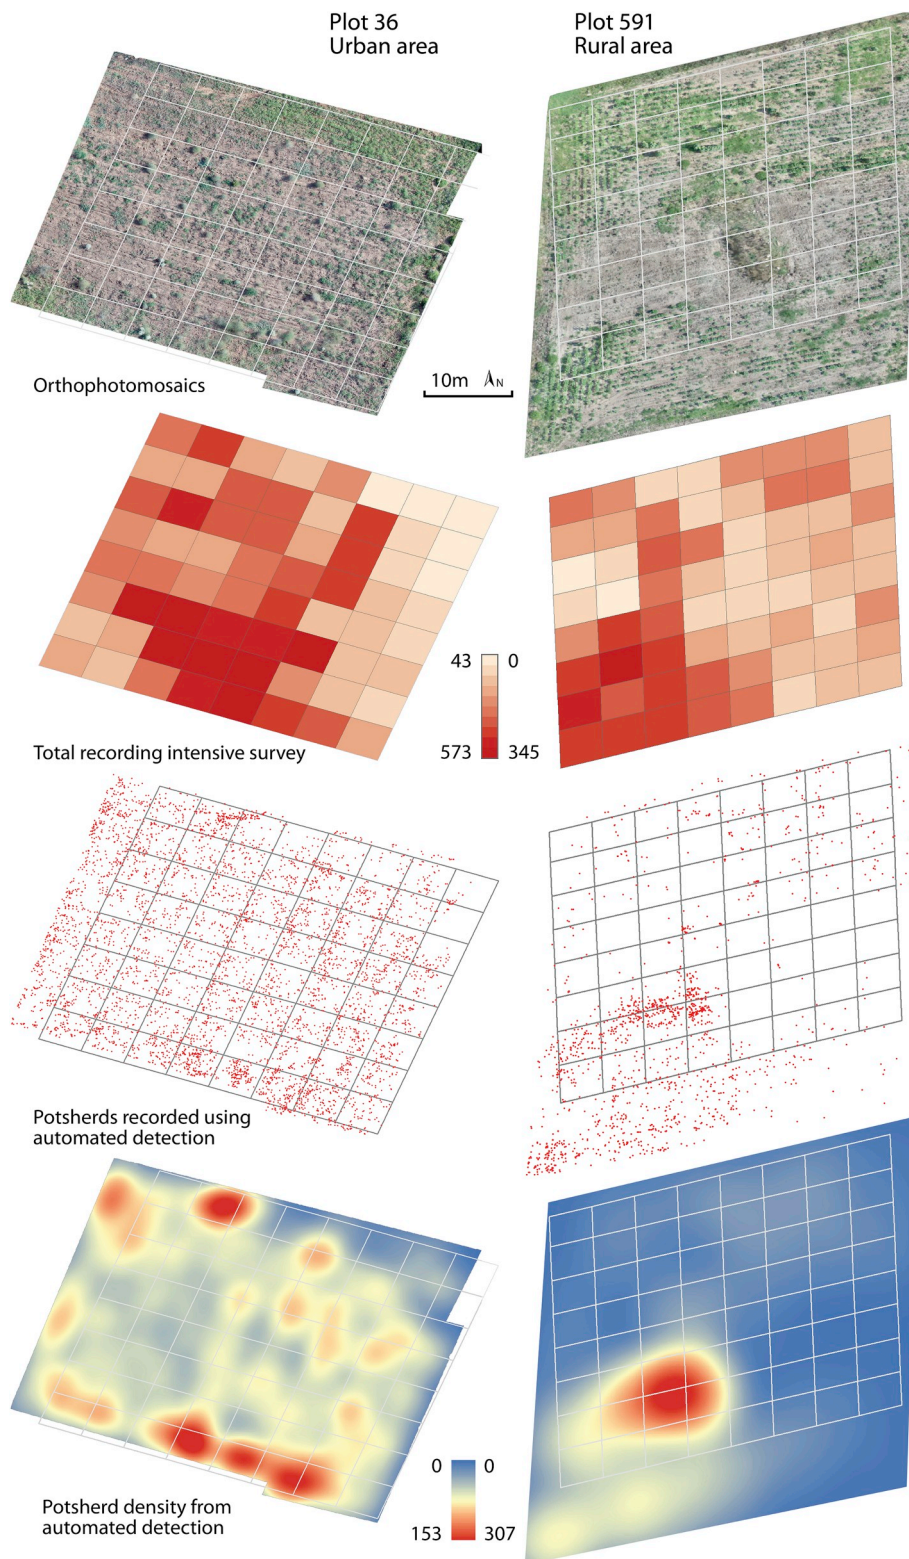 Plot 36
Urban area
Plot 591
Rural area
Orthophotomosaics
10m
N
43 0
573 345
Total recording intensive survey
Potsherds recorded using
automated detection
0 0
153 307
Potsherd density from
automated detection